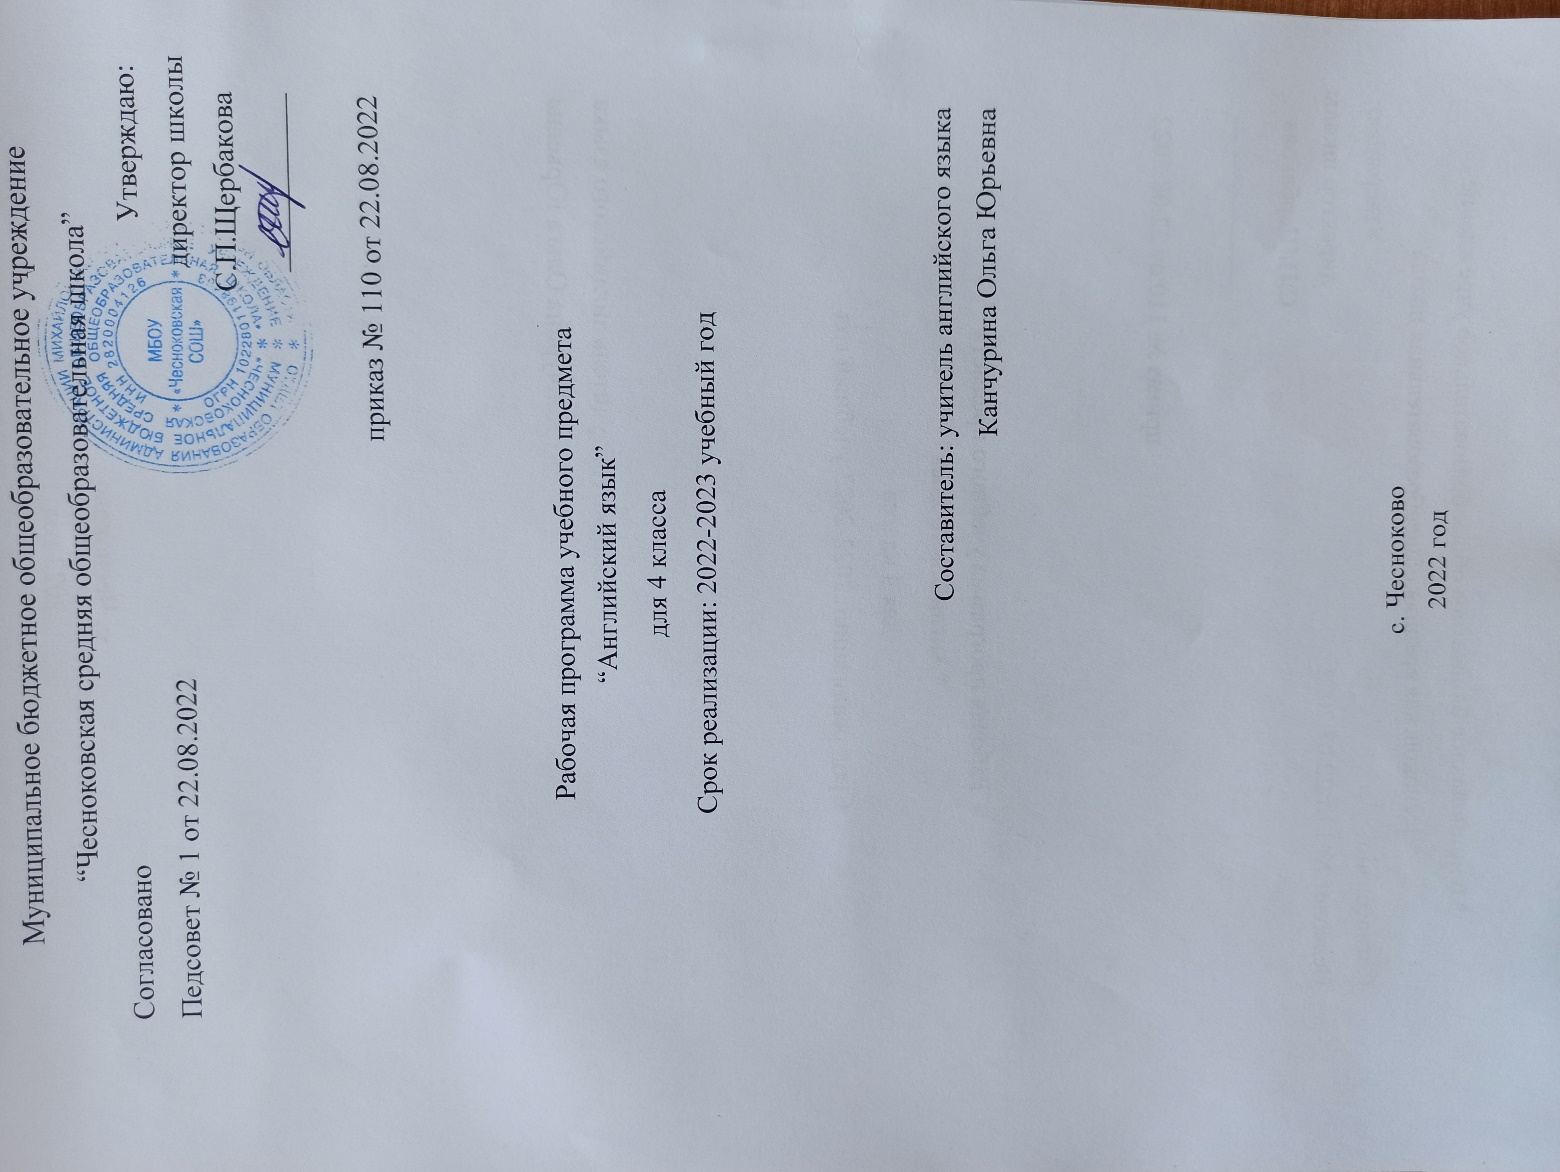 Муниципальное бюджетное общеобразовательное учреждение
“Чесноковская средняя общеобразовательная школа”
Согласовано
Педсовет № 1 от 22.08.2022
Утверждаю:
директор школы
С.П.Щербакова
приказ № 110 от 22.08.2022
МБОУ
* «Чесноковская *
СОШ»
ИНН 2820004126
Рабочая программа учебного предмета
“Английский язык”
для 4 класса
Срок реализации: 2022-2023 учебный год
Составитель: учитель английского языка
Канчурина Ольга Юрьевна
с. Чесноково
2022 год